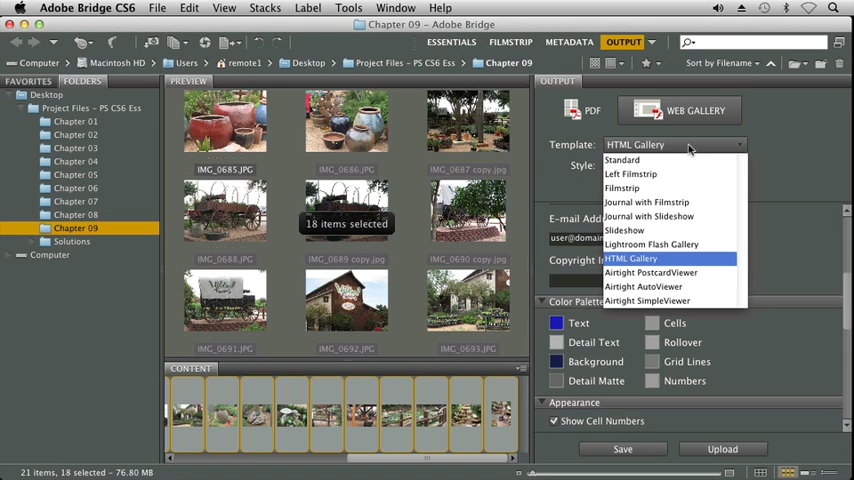 Adobe Bridge CS6 File Edit View Stacks Label Tools Window Help
Chapter 09 – Adobe Bridge
ESSENTIALS FILMSTRIP METADATA OUTPUT
Computer Macintosh HD Users remote1 Desktop Project Files - PS CS6 Ess Chapter 09 Sort by Filename
FAVORITES FOLDERS
Desktop
Project Files - PS CS6 Ess
Chapter 01
Chapter 02
Chapter 03
Chapter 04
Chapter 05
Chapter 06
Chapter 07
Chapter 08
Chapter 09
Solutions
Computer
PREVIEW
IMG_0685.JPG IMG_0686.JPG IMG_0687 copy.JPG
18 items selected
IMG_0688.JPG IMG_0689 copy.JPG IMG_0690 copy.JPG
IMG_0691.JPG IMG_0692.JPG IMG_0693.JPG
CONTENT
OUTPUT
PDF WEB GALLERY
Template: HTML Gallery
Style:
Standard
Left Filmstrip
Filmstrip
Journal with Filmstrip
Journal with Slideshow
Slideshow
Lightroom Flash Gallery
HTML Gallery
Airtight PostcardViewer
Airtight AutoViewer
Airtight SimpleViewer
E-mail Addr
user@domain
Copyright In
Color Palette
Text Cells
Detail Text Rollover
Background Grid Lines
Detail Matte Numbers
Appearance
Show Cell Numbers
Save Upload
21 items, 18 selected - 76.80 MB